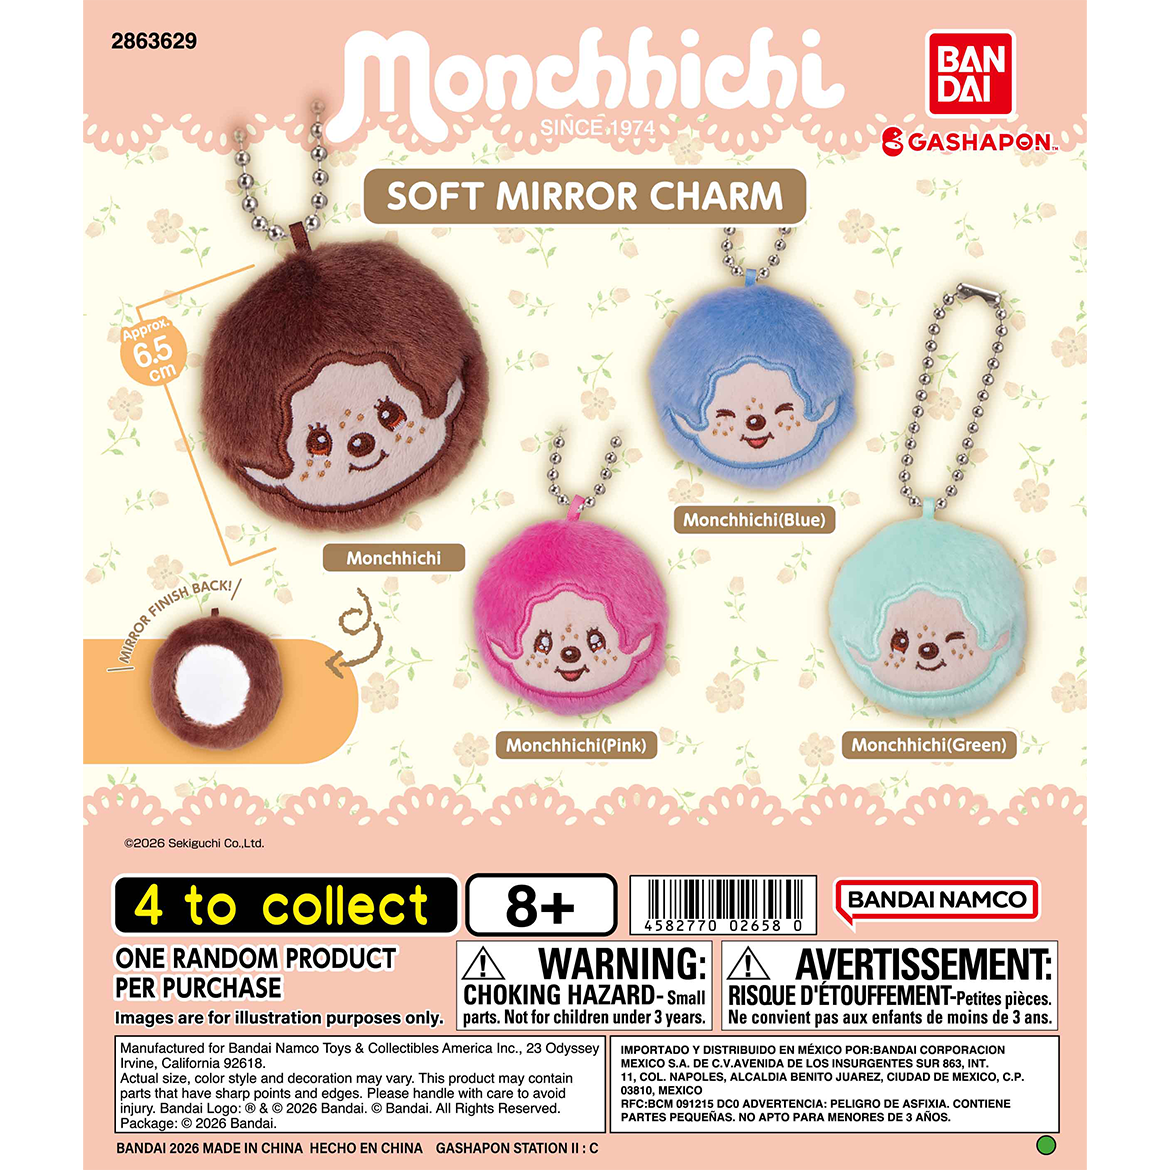 2863629
Monchhichi
SINCE 1974
BAN
DAI
GASHAPON™
SOFT MIRROR CHARM
Approx.
6.5
cm
Monchhichi(Blue)
Monchhichi
MIRROR FINISH BACK!
Monchhichi(Pink)
Monchhichi(Green)
©2026 Sekiguchi Co.,Ltd.
4 to collect
8+
4582770 02658 0
BANDAI NAMCO
ONE RANDOM PRODUCT
PER PURCHASE
Images are for illustration purposes only.
WARNING:
CHOKING HAZARD- Small
parts. Not for children under 3 years.
AVERTISSEMENT:
RISQUE D'ÉTOUFFEMENT-Petites pièces.
Ne convient pas aux enfants de moins de 3 ans.
Manufactured for Bandai Namco Toys & Collectibles America Inc., 23 Odyssey
Irvine, California 92618.
Actual size, color style and decoration may vary. This product may contain
parts that have sharp points and edges. Please handle with care to avoid
injury. Bandai Logo: ® & © 2026 Bandai. © Bandai. All Rights Reserved.
Package: © 2026 Bandai.
IMPORTADO Y DISTRIBUIDO EN MÉXICO POR:BANDAI CORPORACION
MEXICO S.A. DE C.V.AVENIDA DE LOS INSURGENTES SUR 863, INT.
11, COL. NAPOLES, ALCALDIA BENITO JUAREZ, CIUDAD DE MEXICO, C.P.
03810, MEXICO
RFC:BCM 091215 DC0 ADVERTENCIA: PELIGRO DE ASFIXIA. CONTIENE
PARTES PEQUEÑAS. NO APTO PARA MENORES DE 3 AÑOS.
BANDAI 2026 MADE IN CHINA HECHO EN CHINA GASHAPON STATION II : C